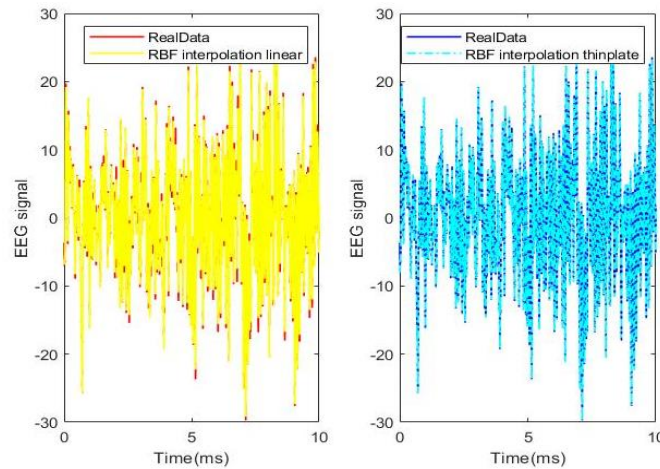 RealData
RBF interpolation linear
30
20
10
0
-10
-20
-30
EEG signal
0
5
10
Time(ms)
RealData
RBF interpolation thinplate
30
20
10
0
-10
-20
-30
EEG signal
0
5
10
Time(ms)